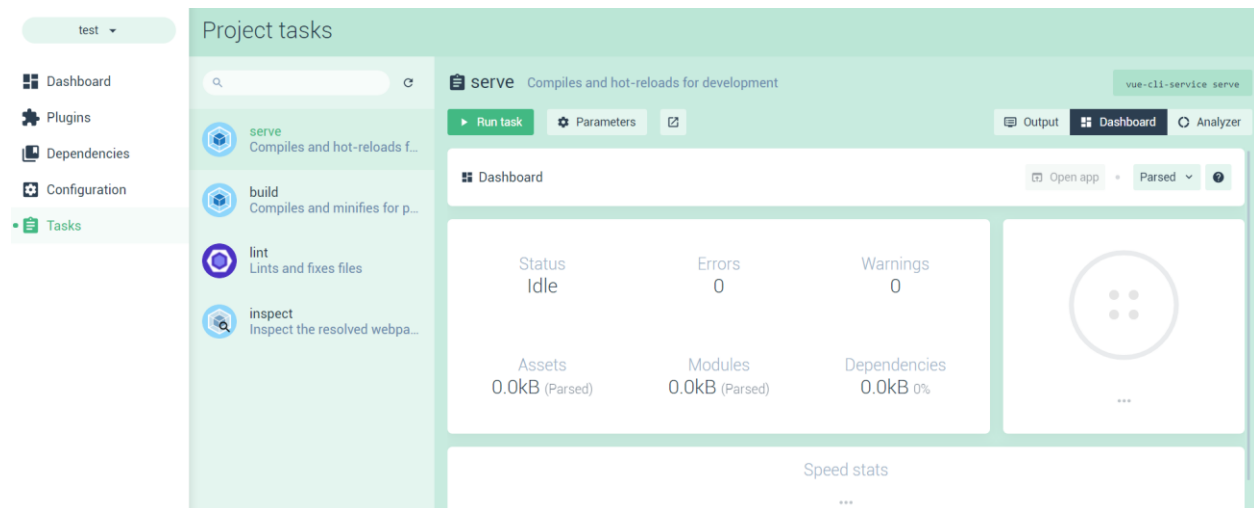 test
Dashboard
Plugins
Dependencies
Configuration
Tasks
Project tasks
serve
Compiles and hot-reloads f...
build
Compiles and minifies for p...
lint
Lints and fixes files
inspect
Inspect the resolved webpa...
serve Compiles and hot-reloads for development
vue-cli-service serve
Run task Parameters
Output Dashboard Analyzer
Dashboard
Open app Parsed
Status Errors Warnings
Idle 0 0
Assets Modules Dependencies
0.0kB (Parsed) 0.0kB (Parsed) 0.0kB 0%
...
Speed stats
...